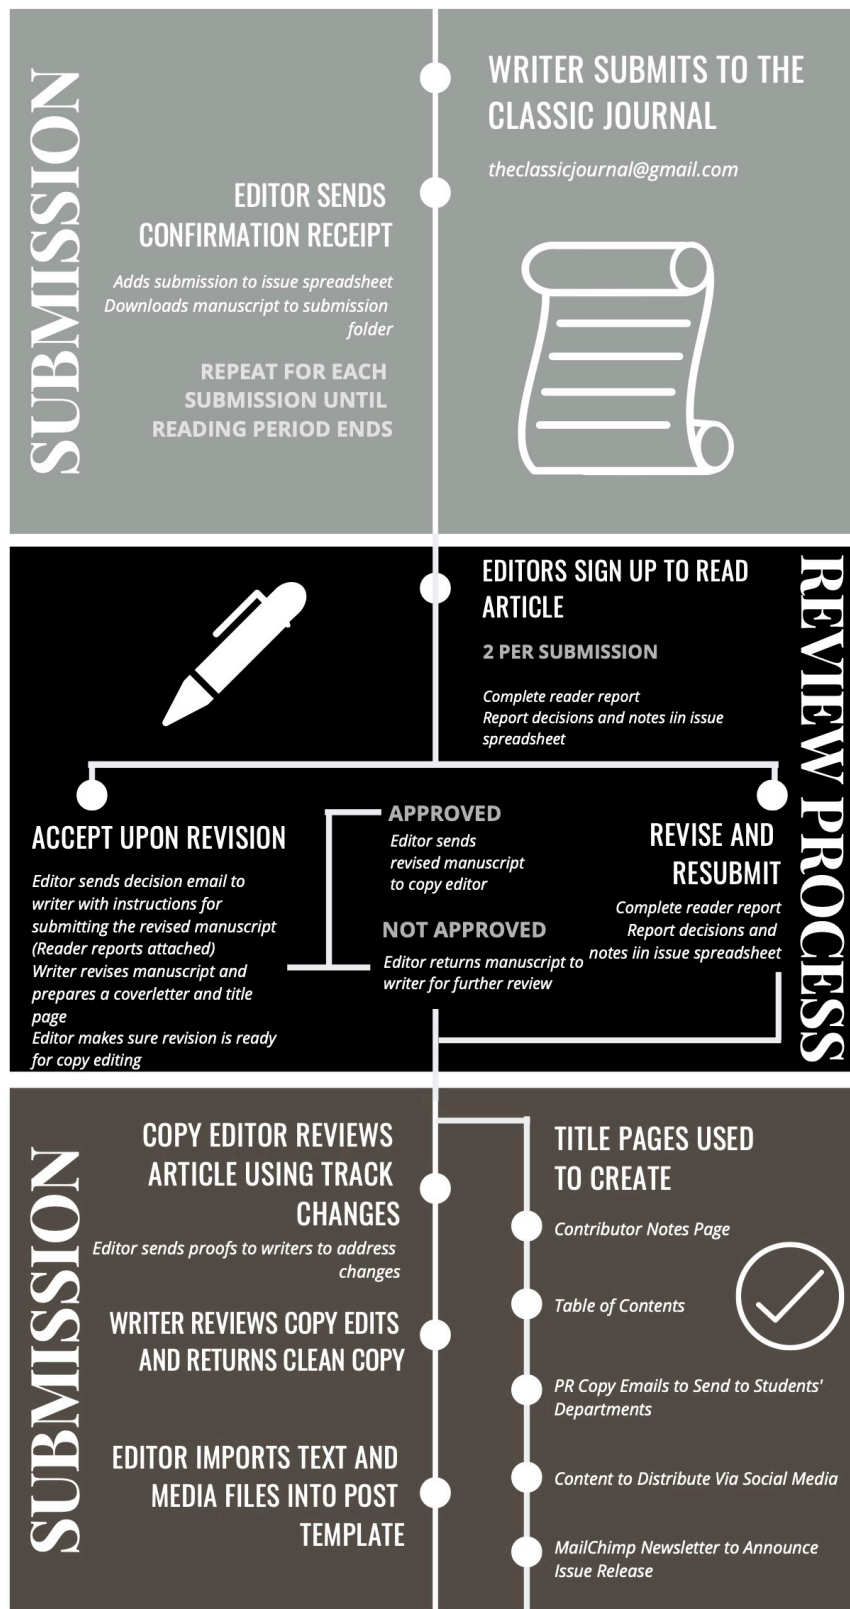 SUBMISSION
WRITER SUBMITS TO THE
CLASSIC JOURNAL
theclassicjournal@gmail.com
EDITOR SENDS
CONFIRMATION RECEIPT
Adds submission to issue spreadsheet
Downloads manuscript to submission
folder
REPEAT FOR EACH
SUBMISSION UNTIL
READING PERIOD ENDS
REVIEW PROCESS
EDITORS SIGN UP TO READ
ARTICLE
2 PER SUBMISSION
Complete reader report
Report decisions and notes iin issue
spreadsheet
ACCEPT UPON REVISION
Editor sends decision email to
writer with instructions for
submitting the revised manuscript
(Reader reports attached)
Writer revises manuscript and
prepares a coverletter and title
page
Editor makes sure revision is ready
for copy editing
APPROVED
Editor sends
revised manuscript
to copy editor
NOT APPROVED
Editor returns manuscript to
writer for further review
REVISE AND
RESUBMIT
Complete reader report
Report decisions and
notes iin issue spreadsheet
SUBMISSION
COPY EDITOR REVIEWS
ARTICLE USING TRACK
CHANGES
Editor sends proofs to writers to address
changes
WRITER REVIEWS COPY EDITS
AND RETURNS CLEAN COPY
EDITOR IMPORTS TEXT AND
MEDIA FILES INTO POST
TEMPLATE
TITLE PAGES USED
TO CREATE
Contributor Notes Page
Table of Contents
PR Copy Emails to Send to Students'
Departments
Content to Distribute Via Social Media
MailChimp Newsletter to Announce
Issue Release